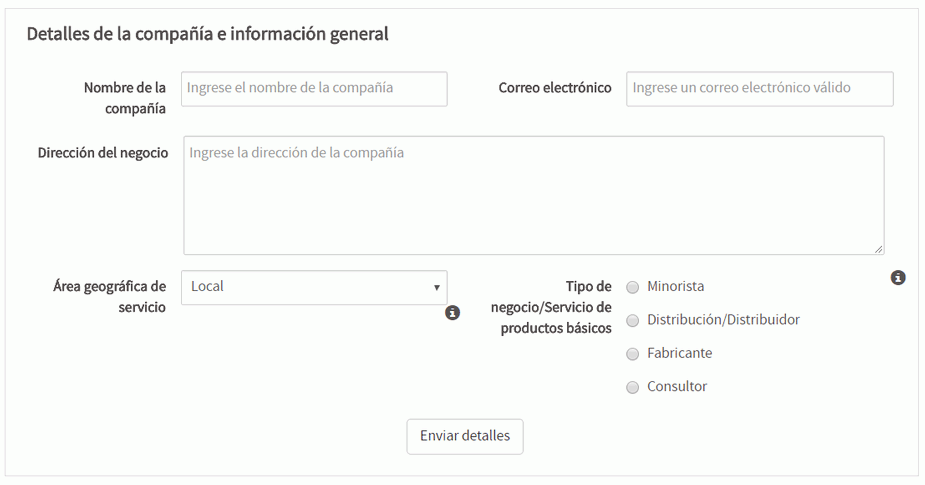 Detalles de la compañía e información general
Nombre de la
compañía
Ingrese el nombre de la compañía
Correo electrónico
Ingrese un correo electrónico válido
Dirección del negocio
Ingrese la dirección de la compañía
Área geográfica de
servicio
Local
Tipo de
negocio/Servicio de
productos básicos
Minorista
Distribución/Distribuidor
Fabricante
Consultor
Enviar detalles